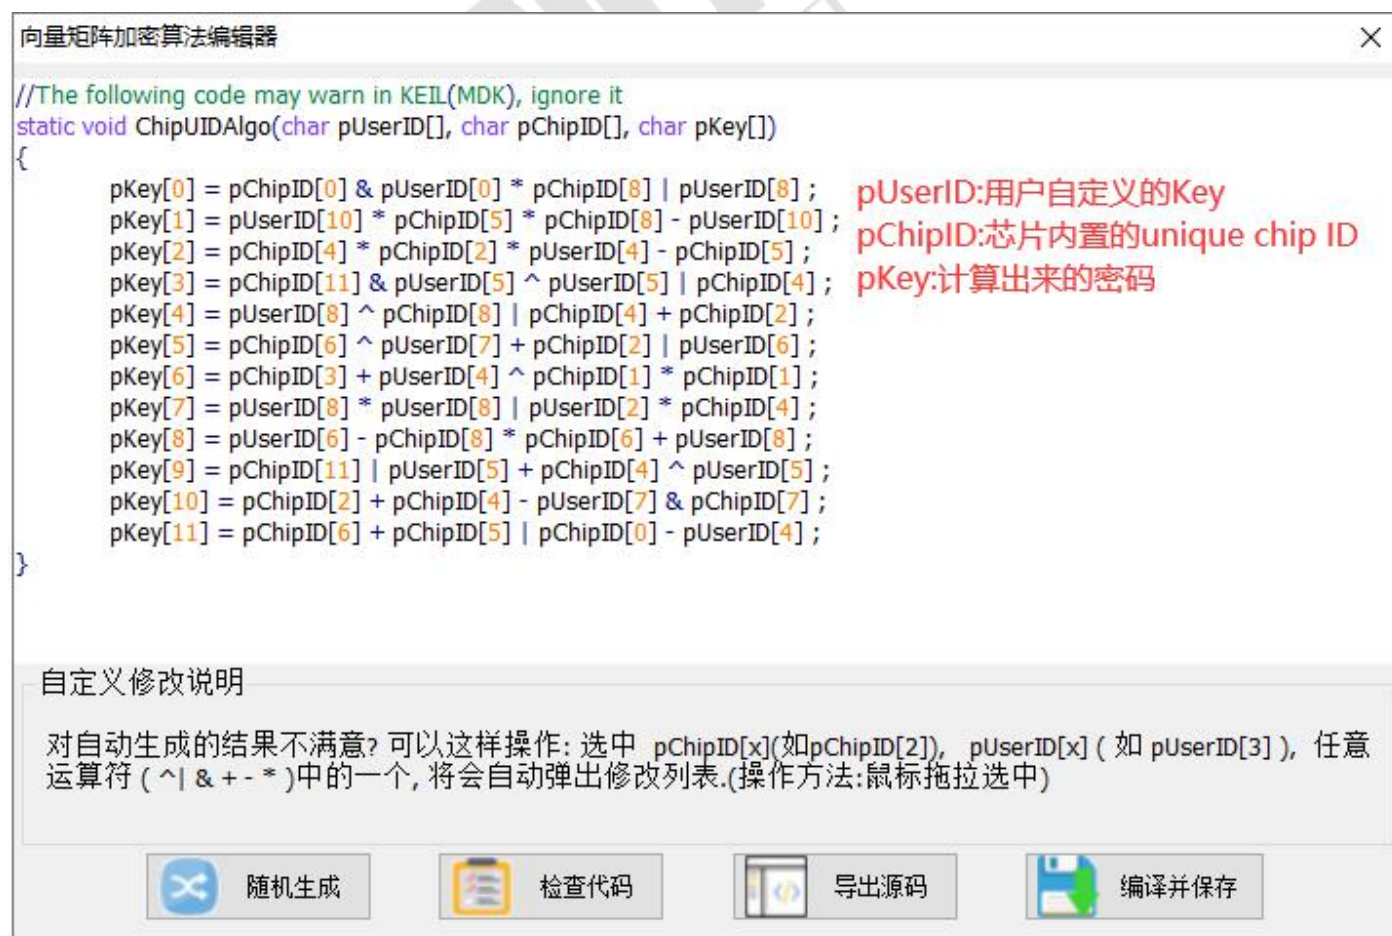 向量矩阵加密算法编辑器
//The following code may warn in KEIL(MDK), ignore it
static void ChipUIDAlgo(char pUserID[], char pChipID[], char pKey[])
{
pKey[0] = pChipID[0] & pUserID[0] * pChipID[8] | pUserID[8] ;
pKey[1] = pUserID[10] * pChipID[5] * pChipID[8] - pUserID[10] ;
pKey[2] = pChipID[4] * pChipID[2] * pUserID[4] - pChipID[5] ;
pKey[3] = pChipID[11] & pUserID[5] ^ pUserID[5] | pChipID[4] ;
pKey[4] = pUserID[8] ^ pChipID[8] | pChipID[4] + pChipID[2] ;
pKey[5] = pChipID[6] ^ pUserID[7] + pChipID[2] | pUserID[6] ;
pKey[6] = pChipID[3] + pUserID[4] ^ pChipID[1] * pChipID[1] ;
pKey[7] = pUserID[8] * pUserID[8] | pUserID[2] * pChipID[4] ;
pKey[8] = pUserID[6] - pChipID[8] * pChipID[6] + pUserID[8] ;
pKey[9] = pChipID[11] | pUserID[5] + pChipID[4] ^ pUserID[5] ;
pKey[10] = pChipID[2] + pChipID[4] - pUserID[7] & pChipID[7] ;
pKey[11] = pChipID[6] + pChipID[5] | pChipID[0] - pUserID[4] ;
}
pUserID:用户自定义的Key
pChipID:芯片内置的unique chip ID
pKey:计算出来的密码
自定义修改说明
对自动生成的结果不满意? 可以这样操作: 选中 pChipID[x](如pChipID[2]), pUserID[x] ( 如 pUserID[3] ), 任意
运算符 ( ^| & + - * )中的一个, 将会自动弹出修改列表.(操作方法:鼠标拖拉选中)
随机生成
检查代码
导出源码
编译并保存